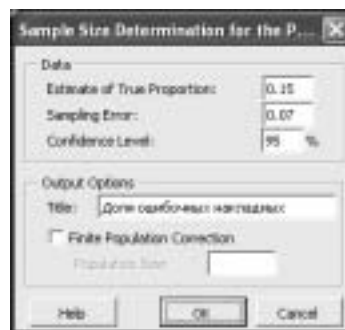 Sample Size Determination for the P...
Data
Estimate of True Proportion: 0.15
Sampling Error: 0.07
Confidence Level: 95 %
Output Options
Title: Доля ошибочных накладных
Finite Population Correction
Population Size:
Help OK Cancel